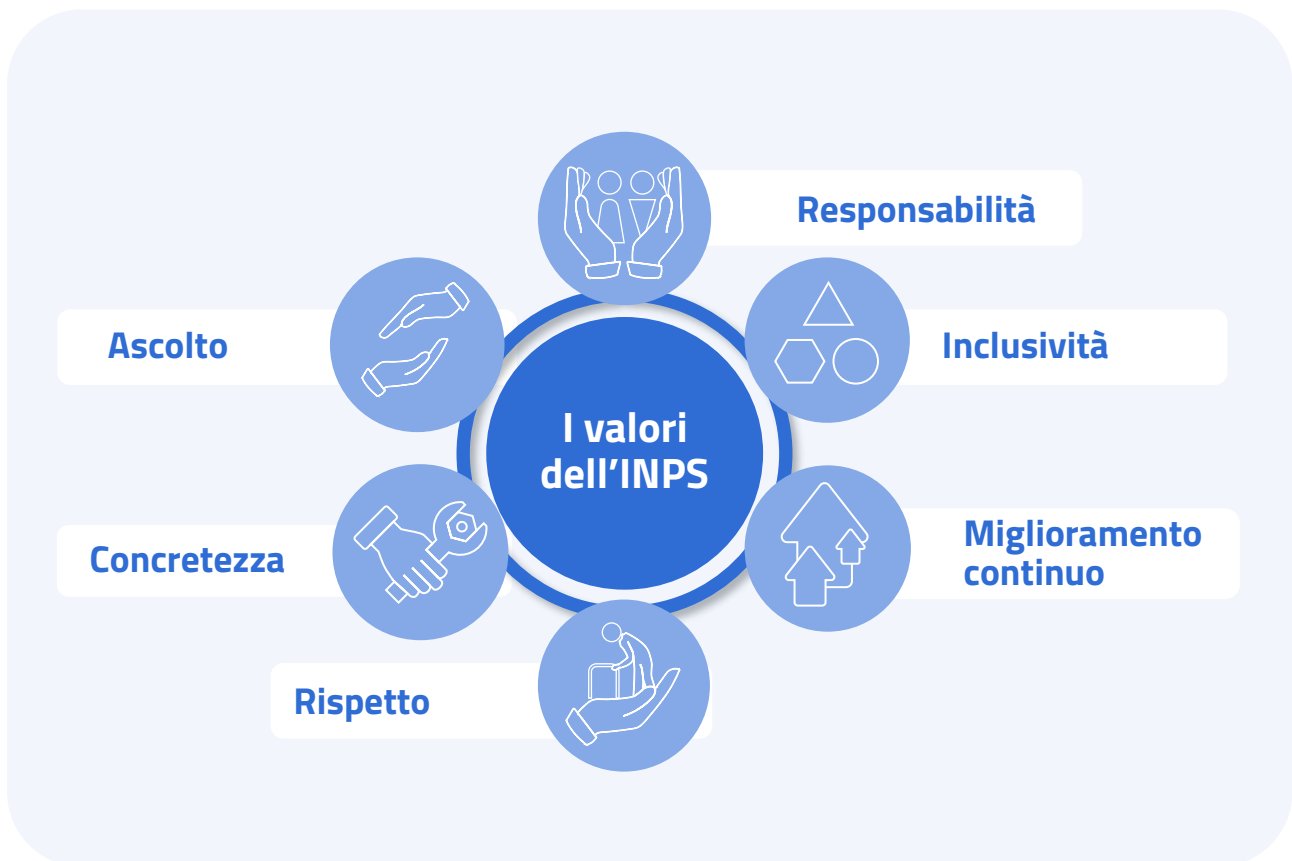 Responsabilità
Ascolto
Inclusività
I valori
dell’INPS
Miglioramento
continuo
Concretezza
Rispetto